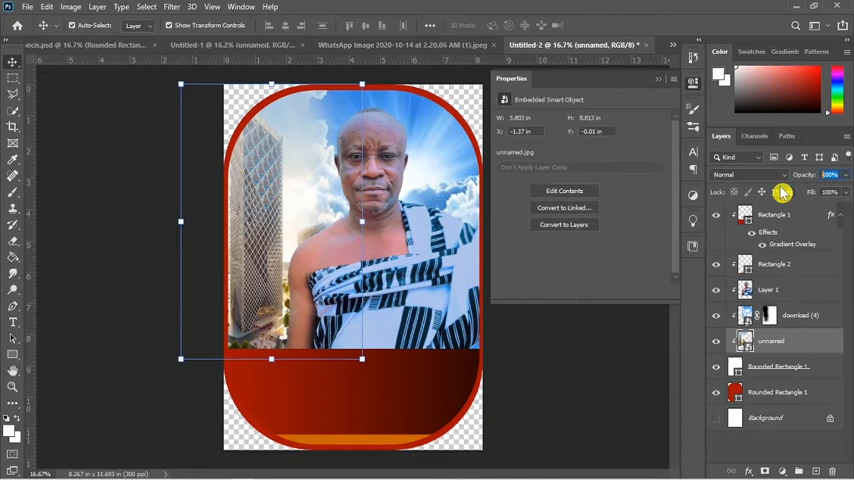 File Edit Image Layer Type Select Filter 3D View Window Help
Auto-Select: Layer Show Transform Controls 3D Mode:
ncis.psd @ 16.7% (Rounded Rectang... × Untitled-1 @ 16.2% (unnamed, RGB/... × WhatsApp Image 2020-10-14 at 2.20.06 AM (1).jpeg × Untitled-2 @ 16.7% (unnamed, RGB/8) * ×
Properties
Embedded Smart Object
W: 5.803 in H: 8.813 in
X: -1.37 in Y: -0.01 in
unnamed.jpg
Don't Apply Layer Comp
Edit Contents
Convert to Linked...
Convert to Layers
Color Swatches Gradients Patterns
Layers Channels Paths
Kind
Normal Opacity: 100%
Lock: Fill: 100%
Rectangle 1 fx
Effects
Gradient Overlay
Rectangle 2
Layer 1
download (4)
unnamed
Rounded Rectangle 1
Rounded Rectangle 1
Background
16.67% 8.267 in x 11.693 in (300 ppi)